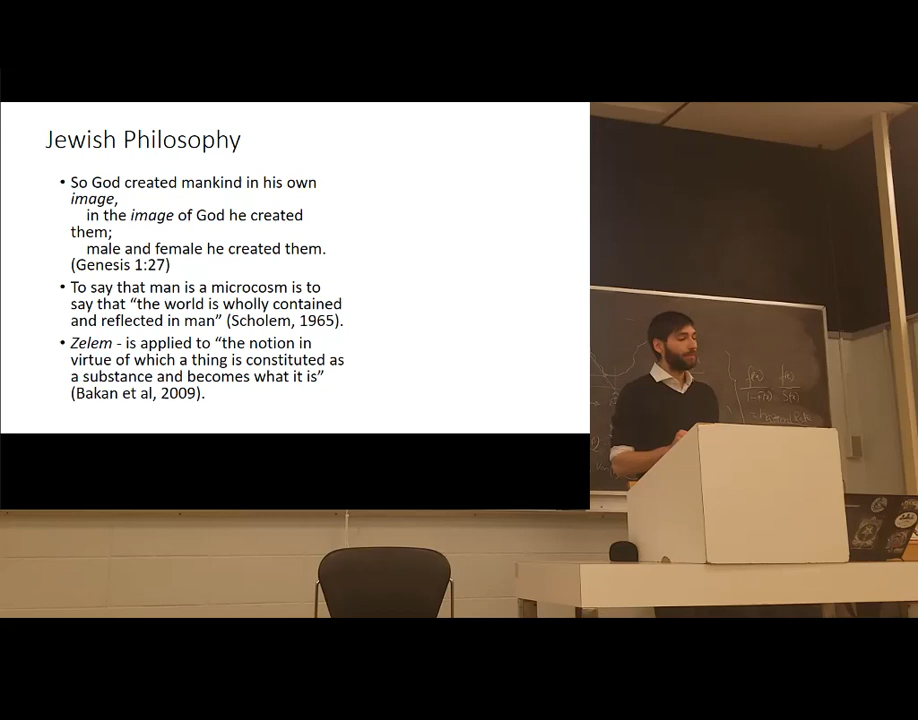 Jewish Philosophy
• So God created mankind in his own
image,
in the image of God he created
them;
male and female he created them.
(Genesis 1:27)
• To say that man is a microcosm is to
say that “the world is wholly contained
and reflected in man” (Scholem, 1965).
• Zelem - is applied to “the notion in
virtue of which a thing is constituted as
a substance and becomes what it is”
(Bakan et al, 2009).